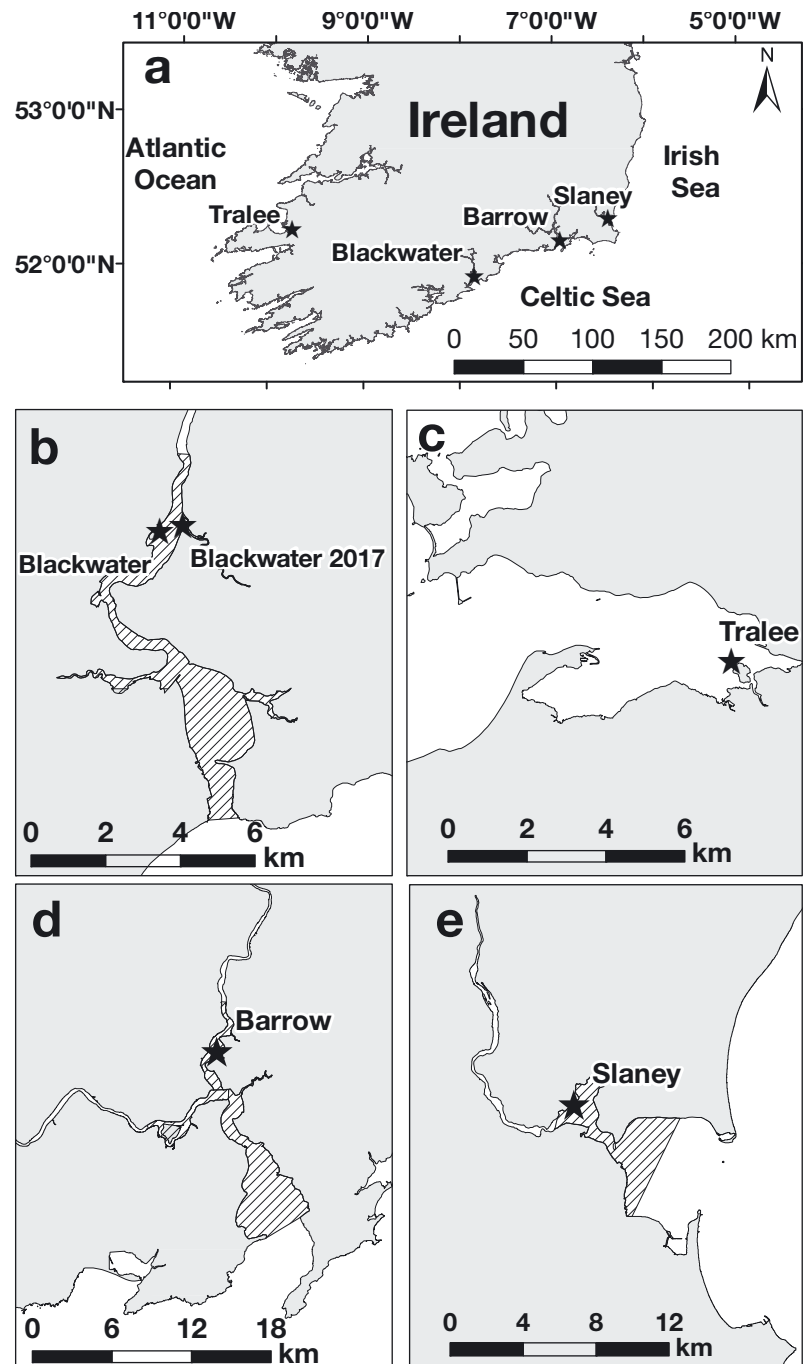 11°0'0"W 9°0'0"W 7°0'0"W 5°0'0"W
a
N
53°0'0"N
Ireland
Atlantic
Ocean
Irish
Sea
Slaney
Tralee
Barrow
Blackwater
52°0'0"N
Celtic Sea
0 50 100 150 200 km
b
Blackwater
Blackwater 2017
0 2 4 6
km
c
Tralee
0 2 4 6
km
d
Barrow
0 6 12 18
km
e
Slaney
0 4 8 12
km